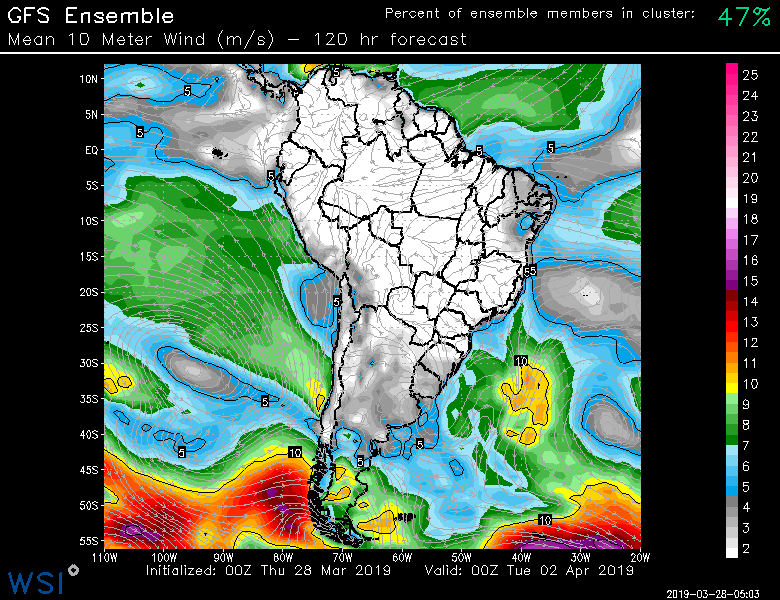 GFS Ensemble
Percent of ensemble members in cluster: 47%
Mean 10 Meter Wind (m/s) – 120 hr forecast
10N
5N
EQ
5S
10S
15S
20S
25S
30S
35S
40S
45S
50S
55S
110W 100W 90W 80W 70W 60W 50W 40W 30W 20W
5
5
5
5
5
5
5
5
5
5
5
5
5
10
10
10
25
24
23
22
21
20
19
18
17
16
15
14
13
12
11
10
9
8
7
6
5
4
3
2
Initialized: 00Z Thu 28 Mar 2019 Valid: 00Z Tue 02 Apr 2019
WSI
2019-03-28-05:03